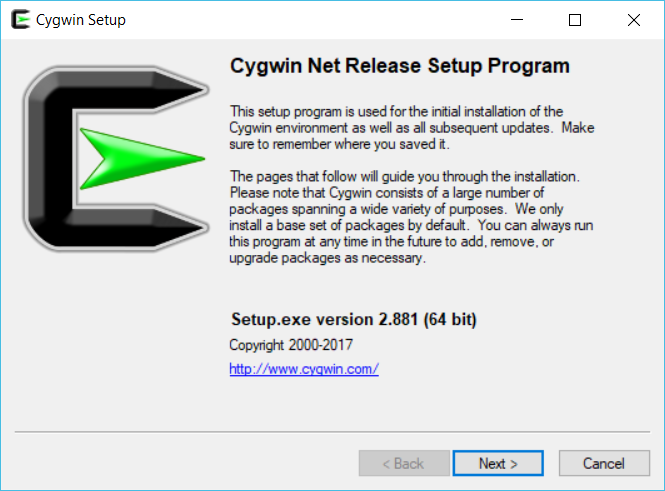 Cygwin Setup
Cygwin Net Release Setup Program
This setup program is used for the initial installation of the
Cygwin environment as well as all subsequent updates.  Make
sure to remember where you saved it.
The pages that follow will guide you through the installation.
Please note that Cygwin consists of a large number of
packages spanning a wide variety of purposes.  We only
install a base set of packages by default.  You can always run
this program at any time in the future to add, remove, or
upgrade packages as necessary.
Setup.exe version 2.881 (64 bit)
Copyright 2000-2017
http://www.cygwin.com/
< Back
Next >
Cancel